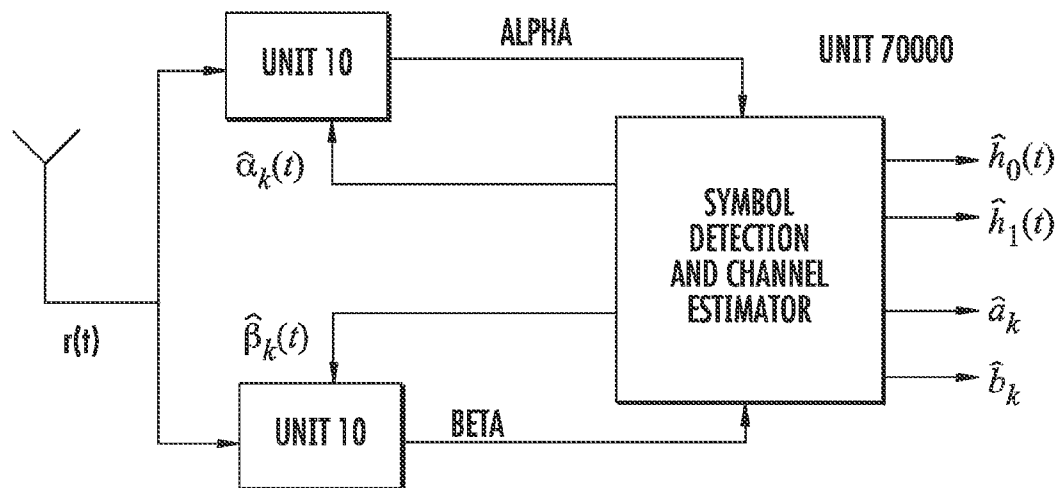 UNIT 10
ALPHA
UNIT 70000
α̂k(t)
SYMBOL
DETECTION
AND CHANNEL
ESTIMATOR
ĥ0(t)
ĥ1(t)
âk
b̂k
r(t)
β̂k(t)
UNIT 10
BETA